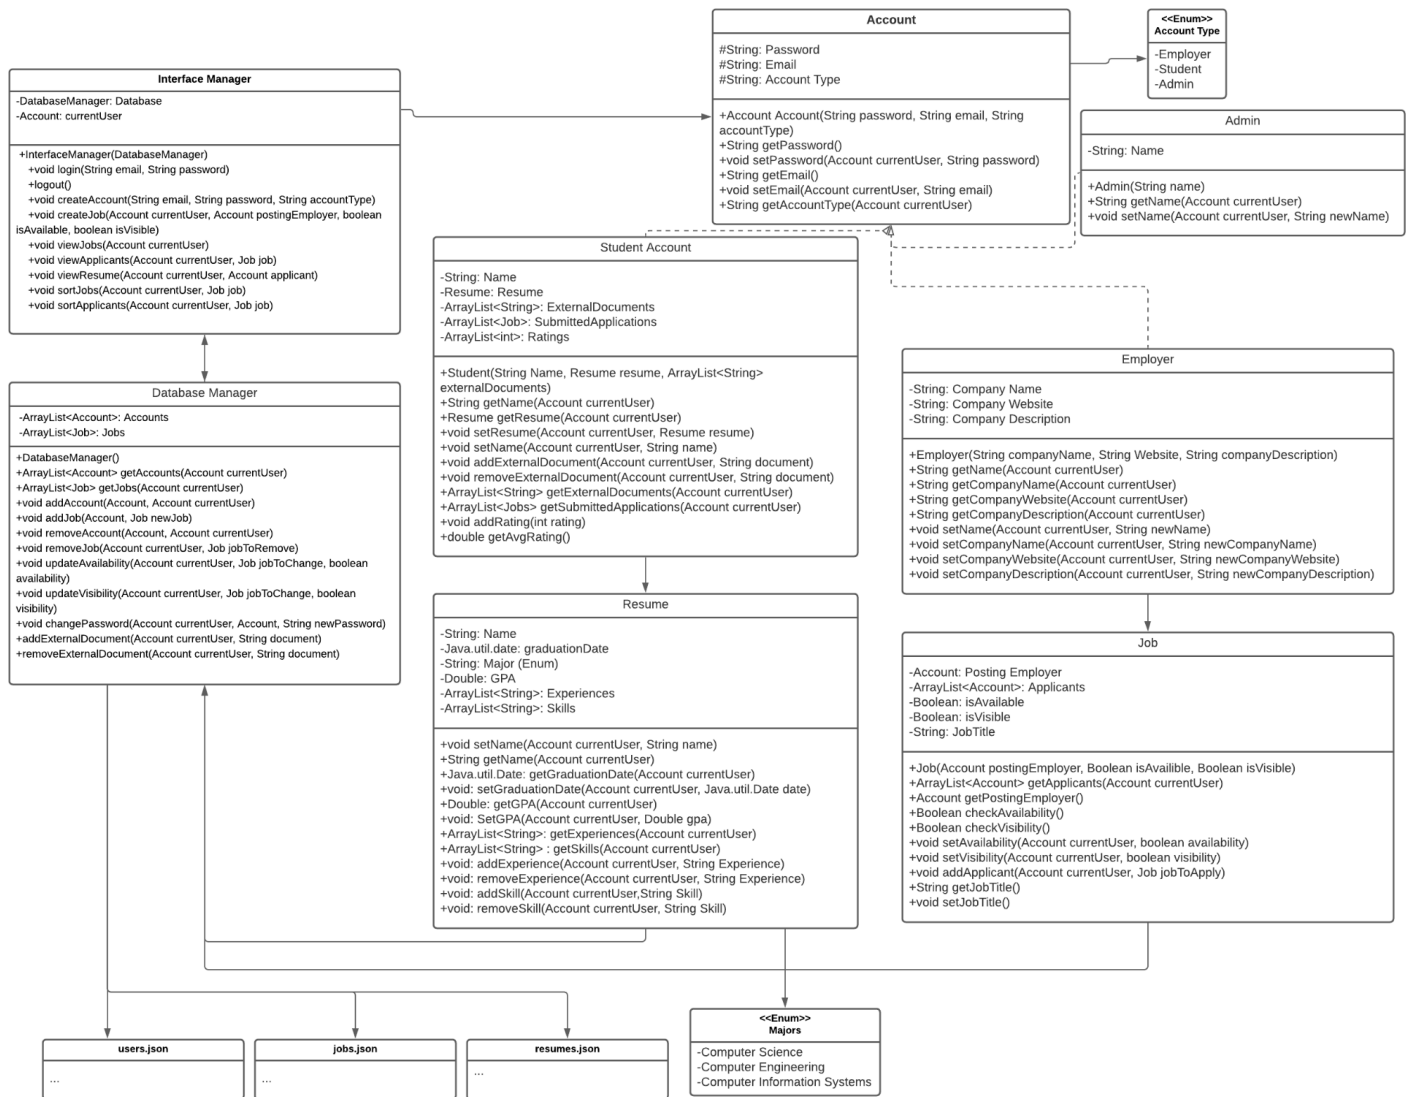 Account
#String: Password
#String: Email
#String: Account Type
+Account Account(String password, String email, String
accountType)
+String getPassword()
+void setPassword(Account currentUser, String password)
+String getEmail()
+void setEmail(Account currentUser, String email)
+String getAccountType(Account currentUser)
<<Enum>>
Account Type
-Employer
-Student
-Admin
Interface Manager
-DatabaseManager: Database
-Account: currentUser
+InterfaceManager(DatabaseManager)
+void login(String email, String password)
+logout()
+void createAccount(String email, String password, String accountType)
+void createJob(Account currentUser, Account postingEmployer, boolean
isAvailable, boolean isVisible)
+void viewJobs(Account currentUser)
+void viewApplicants(Account currentUser, Job job)
+void viewResume(Account currentUser, Account applicant)
+void sortJobs(Account currentUser, Job job)
+void sortApplicants(Account currentUser, Job job)
Admin
-String: Name
+Admin(String name)
+String getName(Account currentUser)
+void setName(Account currentUser, String newName)
Student Account
-String: Name
-Resume: Resume
-ArrayList<String>: ExternalDocuments
-ArrayList<Job>: SubmittedApplications
-ArrayList<int>: Ratings
+Student(String Name, Resume resume, ArrayList<String>
externalDocuments)
+String getName(Account currentUser)
+Resume getResume(Account currentUser)
+void setResume(Account currentUser, Resume resume)
+void setName(Account currentUser, String name)
+void addExternalDocument(Account currentUser, String document)
+void removeExternalDocument(Account currentUser, String document)
+ArrayList<String> getExternalDocuments(Account currentUser)
+ArrayList<Jobs> getSubmittedApplications(Account currentUser)
+void addRating(int rating)
+double getAvgRating()
Employer
-String: Company Name
-String: Company Website
-String: Company Description
+Employer(String companyName, String Website, String companyDescription)
+String getName(Account currentUser)
+String getCompanyName(Account currentUser)
+String getCompanyWebsite(Account currentUser)
+String getCompanyDescription(Account currentUser)
+void setName(Account currentUser, String newName)
+void setCompanyName(Account currentUser, String newCompanyName)
+void setCompanyWebsite(Account currentUser, String newCompanyWebsite)
+void setCompanyDescription(Account currentUser, String newCompanyDescription)
Database Manager
-ArrayList<Account>: Accounts
-ArrayList<Job>: Jobs
+DatabaseManager()
+ArrayList<Account> getAccounts(Account currentUser)
+ArrayList<Job> getJobs(Account currentUser)
+void addAccount(Account, Account currentUser)
+void addJob(Account, Job newJob)
+void removeAccount(Account, Account currentUser)
+void removeJob(Account currentUser, Job jobToRemove)
+void updateAvailability(Account currentUser, Job jobToChange, boolean
availability)
+void updateVisibility(Account currentUser, Job jobToChange, boolean
visibility)
+void changePassword(Account currentUser, Account, String newPassword)
+addExternalDocument(Account currentUser, String document)
+removeExternalDocument(Account currentUser, String document)
Resume
-String: Name
-Java.util.date: graduationDate
-String: Major (Enum)
-Double: GPA
-ArrayList<String>: Experiences
-ArrayList<String>: Skills
+void setName(Account currentUser, String name)
+String getName(Account currentUser)
+Java.util.Date: getGraduationDate(Account currentUser)
+void: setGraduationDate(Account currentUser, Java.util.Date date)
+Double: getGPA(Account currentUser)
+void: SetGPA(Account currentUser, Double gpa)
+ArrayList<String>: getExperiences(Account currentUser)
+ArrayList<String> : getSkills(Account currentUser)
+void: addExperience(Account currentUser, String Experience)
+void: removeExperience(Account currentUser, String Experience)
+void: addSkill(Account currentUser,String Skill)
+void: removeSkill(Account currentUser, String Skill)
Job
-Account: Posting Employer
-ArrayList<Account>: Applicants
-Boolean: isAvailable
-Boolean: isVisible
-String: JobTitle
+Job(Account postingEmployer, Boolean isAvailible, Boolean isVisible)
+ArrayList<Account> getApplicants(Account currentUser)
+Account getPostingEmployer()
+Boolean checkAvailability()
+Boolean checkVisibility()
+void setAvailability(Account currentUser, boolean availability)
+void setVisibility(Account currentUser, boolean visibility)
+void addApplicant(Account currentUser, Job jobToApply)
+String getJobTitle()
+void setJobTitle()
users.json
...
jobs.json
...
resumes.json
...
<<Enum>>
Majors
-Computer Science
-Computer Engineering
-Computer Information Systems